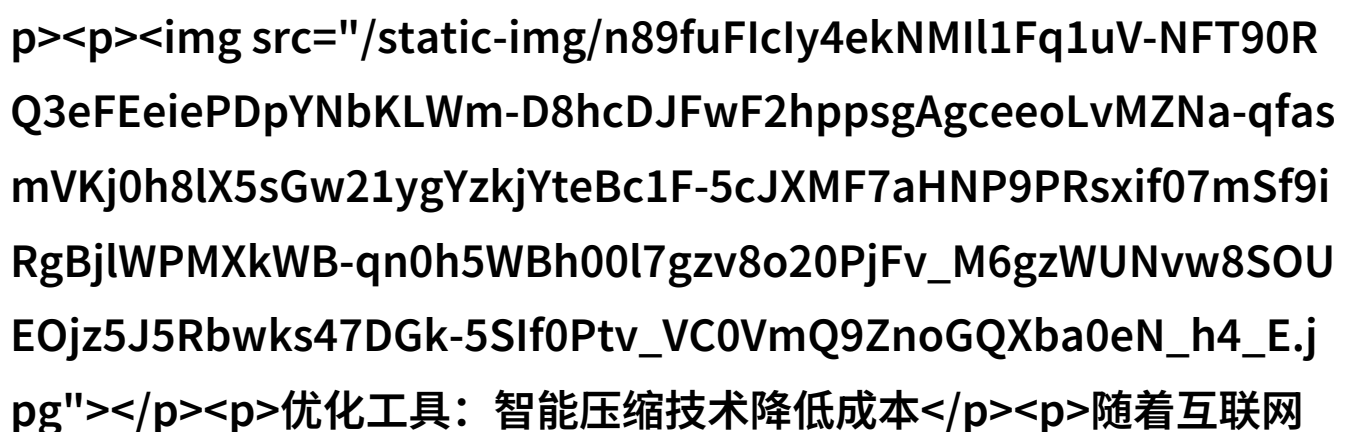 p><p><img src="/static-img/n89fuFIcIy4ekNMIl1Fq1uV-NFT90R
Q3eFEeiePDpYNbKLWm-D8hcDJFwF2hppsgAgceeoLvMZNa-qfas
mVKj0h8lX5sGw21ygYzkjYteBc1F-5cJXMF7aHNP9PRsxif07mSf9i
RgBjlWPMXkWB-qn0h5WBh00l7gzv8o20PjFv_M6gzWUNvw8SOU
EOjz5J5Rbwks47DGk-5SIf0Ptv_VC0VmQ9ZnoGQXba0eN_h4_E.j
pg"></p><p>优化工具：智能压缩技术降低成本</p><p>随着互联网